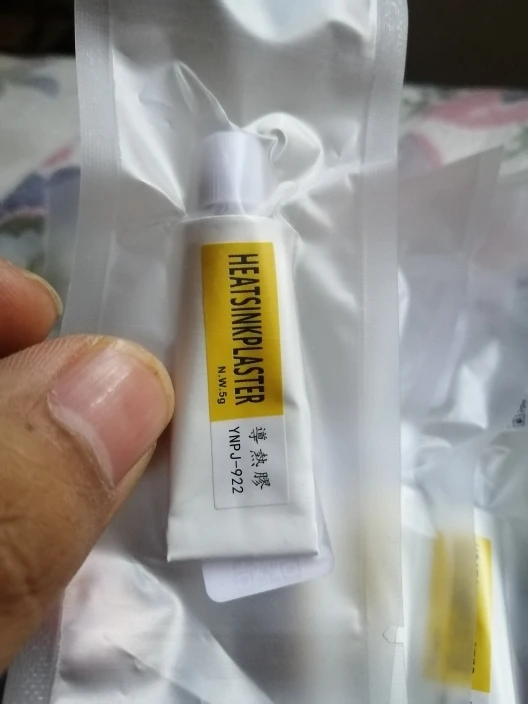 HEATSINKPLASTER
N.W.5g
導熱膠
YNPJ-922